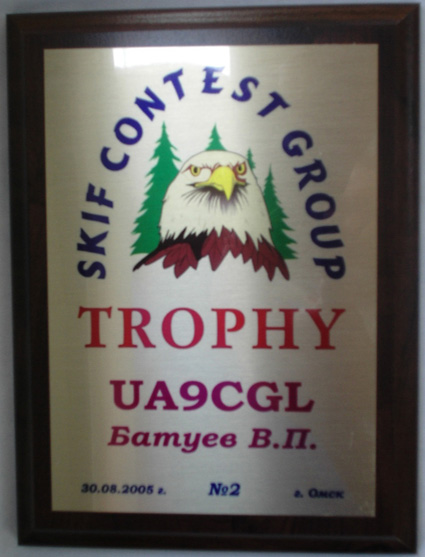 SKIF CONTEST GROUP
TROPHY
UA9CGL
Батуев В.П.
30.08.2005 г. №2 г. Омск